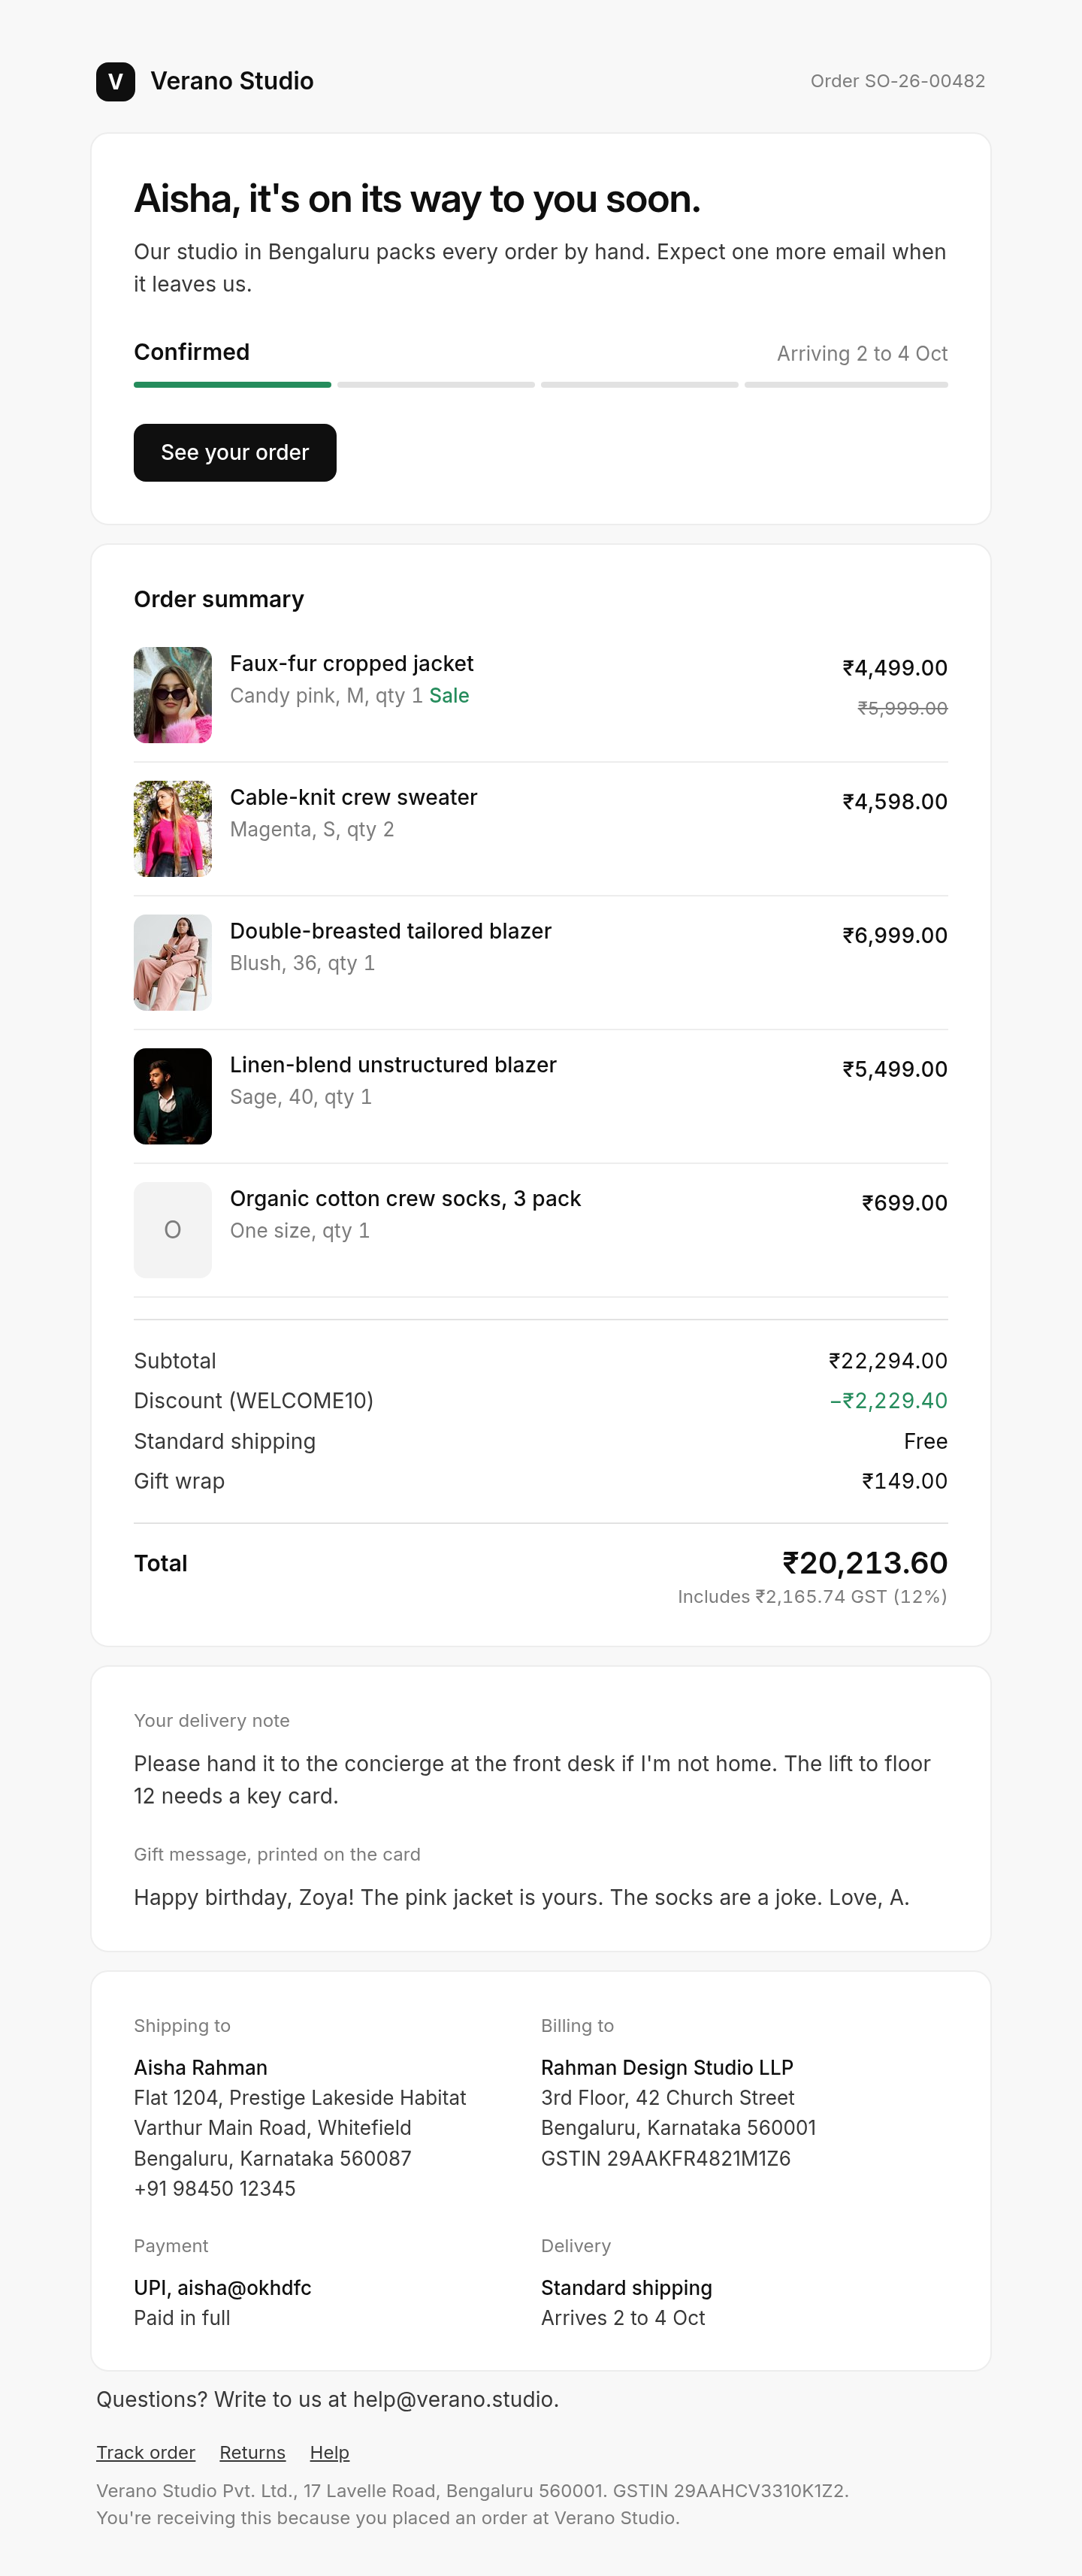 V Verano Studio
Order SO-26-00482
Aisha, it's on its way to you soon.
Our studio in Bengaluru packs every order by hand. Expect one more email when
it leaves us.
Confirmed
Arriving 2 to 4 Oct
See your order
Order summary
Faux-fur cropped jacket
₹4,499.00
Candy pink, M, qty 1 Sale
₹5,999.00
Cable-knit crew sweater
₹4,598.00
Magenta, S, qty 2
Double-breasted tailored blazer
₹6,999.00
Blush, 36, qty 1
Linen-blend unstructured blazer
₹5,499.00
Sage, 40, qty 1
O
Organic cotton crew socks, 3 pack
₹699.00
One size, qty 1
Subtotal
₹22,294.00
Discount (WELCOME10)
−₹2,229.40
Standard shipping
Free
Gift wrap
₹149.00
Total
₹20,213.60
Includes ₹2,165.74 GST (12%)
Your delivery note
Please hand it to the concierge at the front desk if I'm not home. The lift to floor
12 needs a key card.
Gift message, printed on the card
Happy birthday, Zoya! The pink jacket is yours. The socks are a joke. Love, A.
Shipping to
Aisha Rahman
Flat 1204, Prestige Lakeside Habitat
Varthur Main Road, Whitefield
Bengaluru, Karnataka 560087
+91 98450 12345
Billing to
Rahman Design Studio LLP
3rd Floor, 42 Church Street
Bengaluru, Karnataka 560001
GSTIN 29AAKFR4821M1Z6
Payment
UPI, aisha@okhdfc
Paid in full
Delivery
Standard shipping
Arrives 2 to 4 Oct
Questions? Write to us at help@verano.studio.
Track order Returns Help
Verano Studio Pvt. Ltd., 17 Lavelle Road, Bengaluru 560001. GSTIN 29AAHCV3310K1Z2.
You're receiving this because you placed an order at Verano Studio.